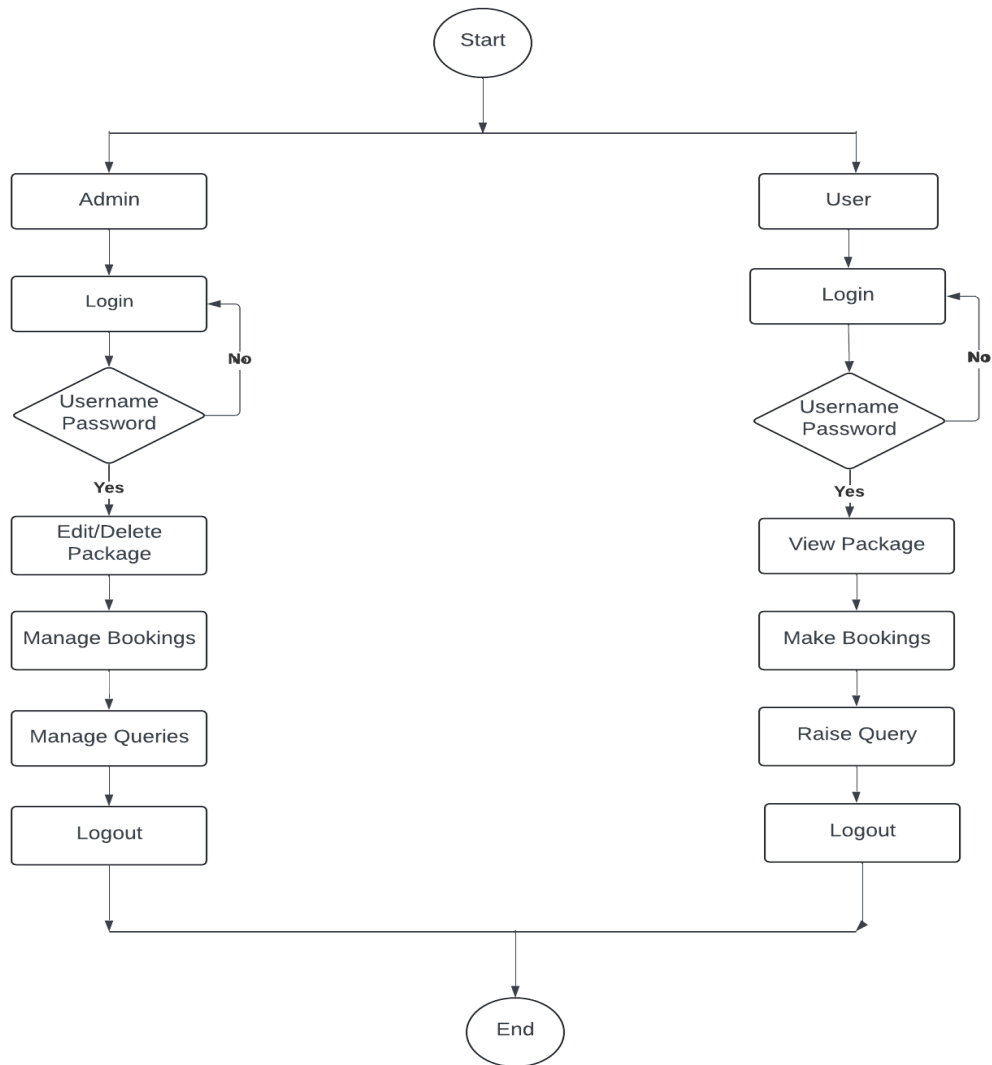 Start
Admin
Login
No
Username
Password
Yes
Edit/Delete
Package
Manage Bookings
Manage Queries
Logout
User
Login
No
Username
Password
Yes
View Package
Make Bookings
Raise Query
Logout
End